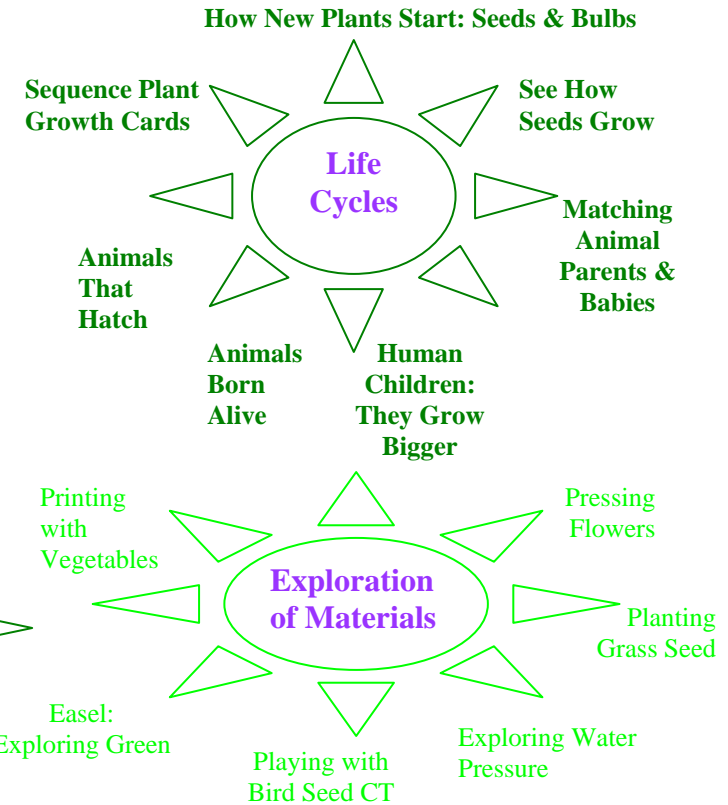 How New Plants Start: Seeds & Bulbs
Sequence Plant
Growth Cards
See How
Seeds Grow
Life
Cycles
Matching
Animal
Parents &
Babies
Animals
That
Hatch
Animals
Born
Alive
Human
Children:
They Grow
Bigger
Printing
with
Vegetables
Pressing
Flowers
Exploration
of Materials
Planting
Grass Seed
Easel:
Exploring Green
Exploring Water
Pressure
Playing with
Bird Seed CT